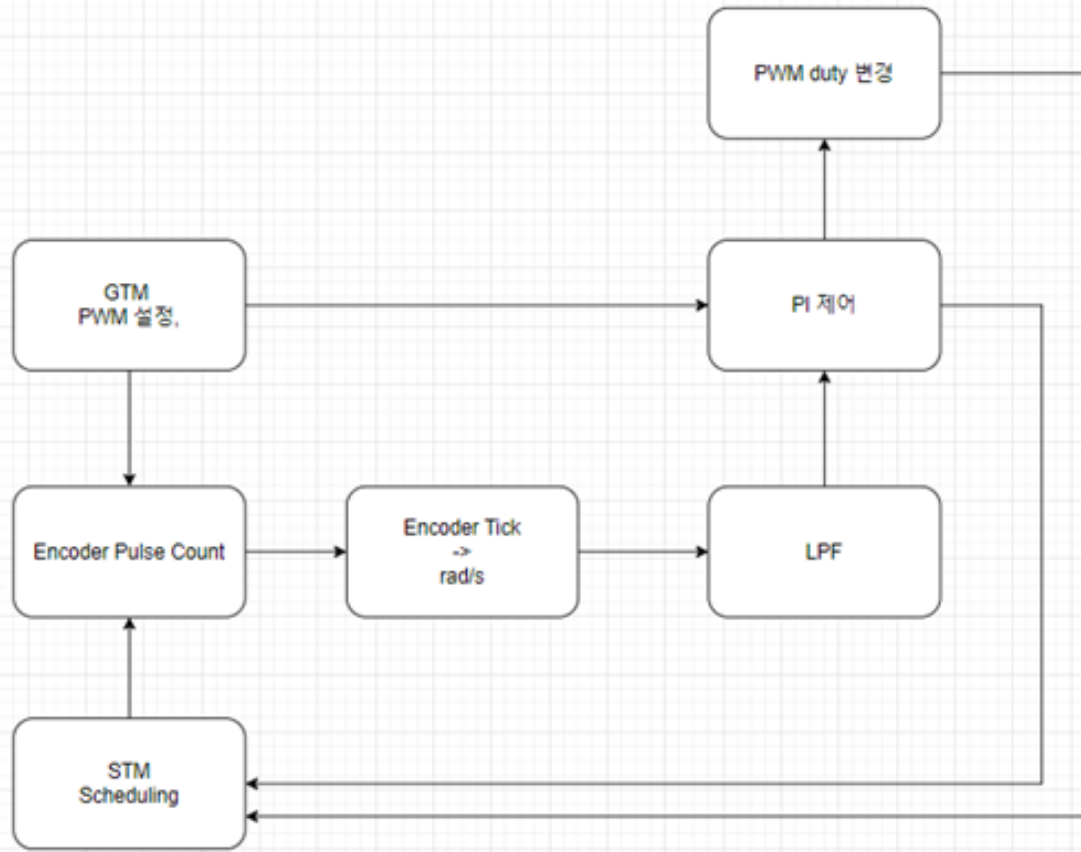 PWM duty 변경
GTM
PWM 설정,
PI 제어
Encoder Pulse Count
Encoder Tick
->
rad/s
LPF
STM
Scheduling